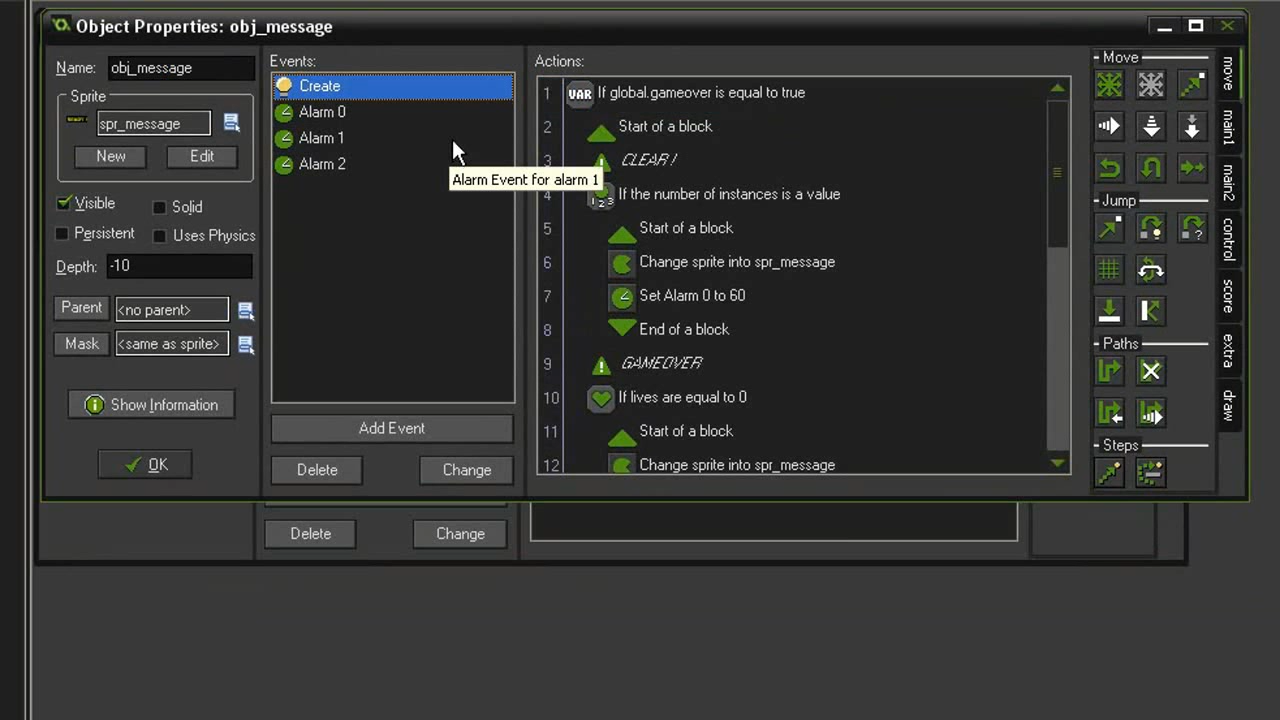 Object Properties: obj_message
Name: obj_message
Sprite
spr_message
New Edit
Visible Solid
Persistent Uses Physics
Depth: -10
Parent <no parent>
Mask <same as sprite>
Show Information
OK
Events:
Create
Alarm 0
Alarm 1
Alarm 2
Alarm Event for alarm 1
Add Event
Delete Change
Delete Change
Actions:
1 VAR If global.gameover is equal to true
2 Start of a block
3 CLEAR!
4 If the number of instances is a value
5 Start of a block
6 Change sprite into spr_message
7 Set Alarm 0 to 60
8 End of a block
9 GAMEOVER
10 If lives are equal to 0
11 Start of a block
12 Change sprite into spr_message
Move
Jump
Paths
Steps
move
main1
main2
control
score
extra
draw